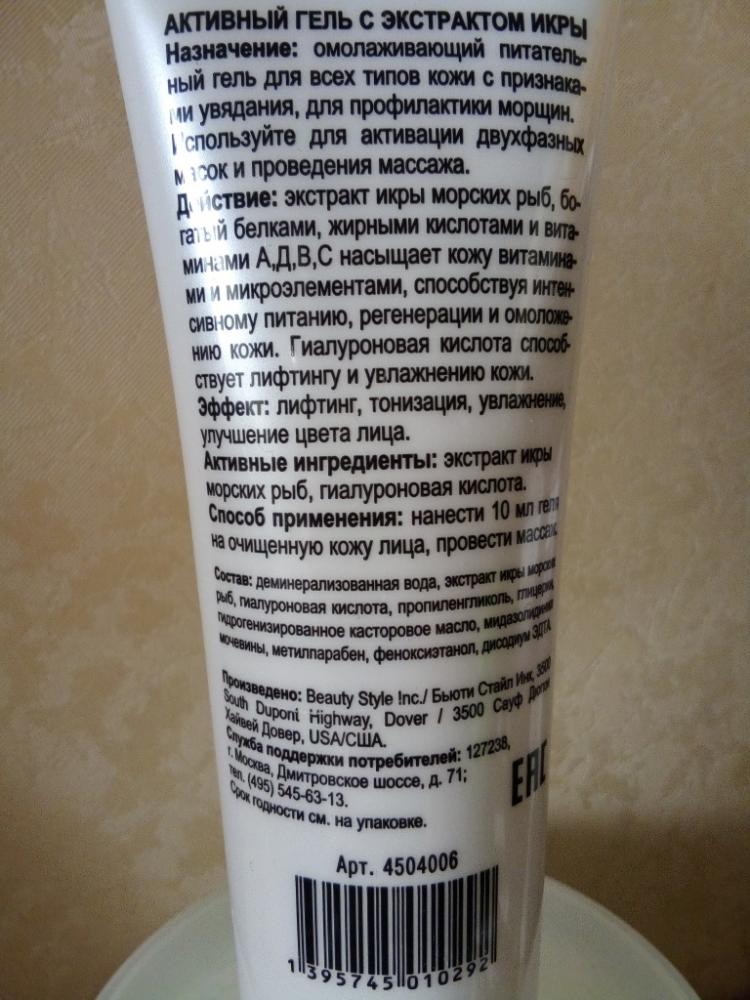 АКТИВНЫЙ ГЕЛЬ С ЭКСТРАКТОМ ИКРЫ
Назначение: омолаживающий питатель-
ный гель для всех типов кожи с признака-
ми увядания, для профилактики морщин.
Используйте для активации двухфазных
масок и проведения массажа.
Действие: экстракт икры морских рыб, бо-
гатый белками, жирными кислотами и вита-
минами А,Д,В,С насыщает кожу витамина-
ми и микроэлементами, способствуя интен-
сивному питанию, регенерации и омоложе-
нию кожи. Гиалуроновая кислота способ-
ствует лифтингу и увлажнению кожи.
Эффект: лифтинг, тонизация, увлажнение,
улучшение цвета лица.
Активные ингредиенты: экстракт икры
морских рыб, гиалуроновая кислота.
Способ применения: нанести 10 мл геля
на очищенную кожу лица, провести массаж.
Состав: деминерализованная вода, экстракт икры морских
рыб, гиалуроновая кислота, пропиленгликоль, глицерин,
гидрогенизированное касторовое масло, мидазолидинил
мочевины, метилпарабен, феноксиэтанол, дисодиум ЭДТА.
Произведено: Beauty Style Inc./ Бьюти Стайл Инк, 3500
South Dupont Highway, Dover / 3500 Сауф Дюпон
Хайвей Довер, USA/США.
Служба поддержки потребителей: 127238,
г. Москва, Дмитровское шоссе, д. 71;
тел. (495) 545-63-13.
Срок годности см. на упаковке.
EAC
Арт. 4504006
1 395745 010292